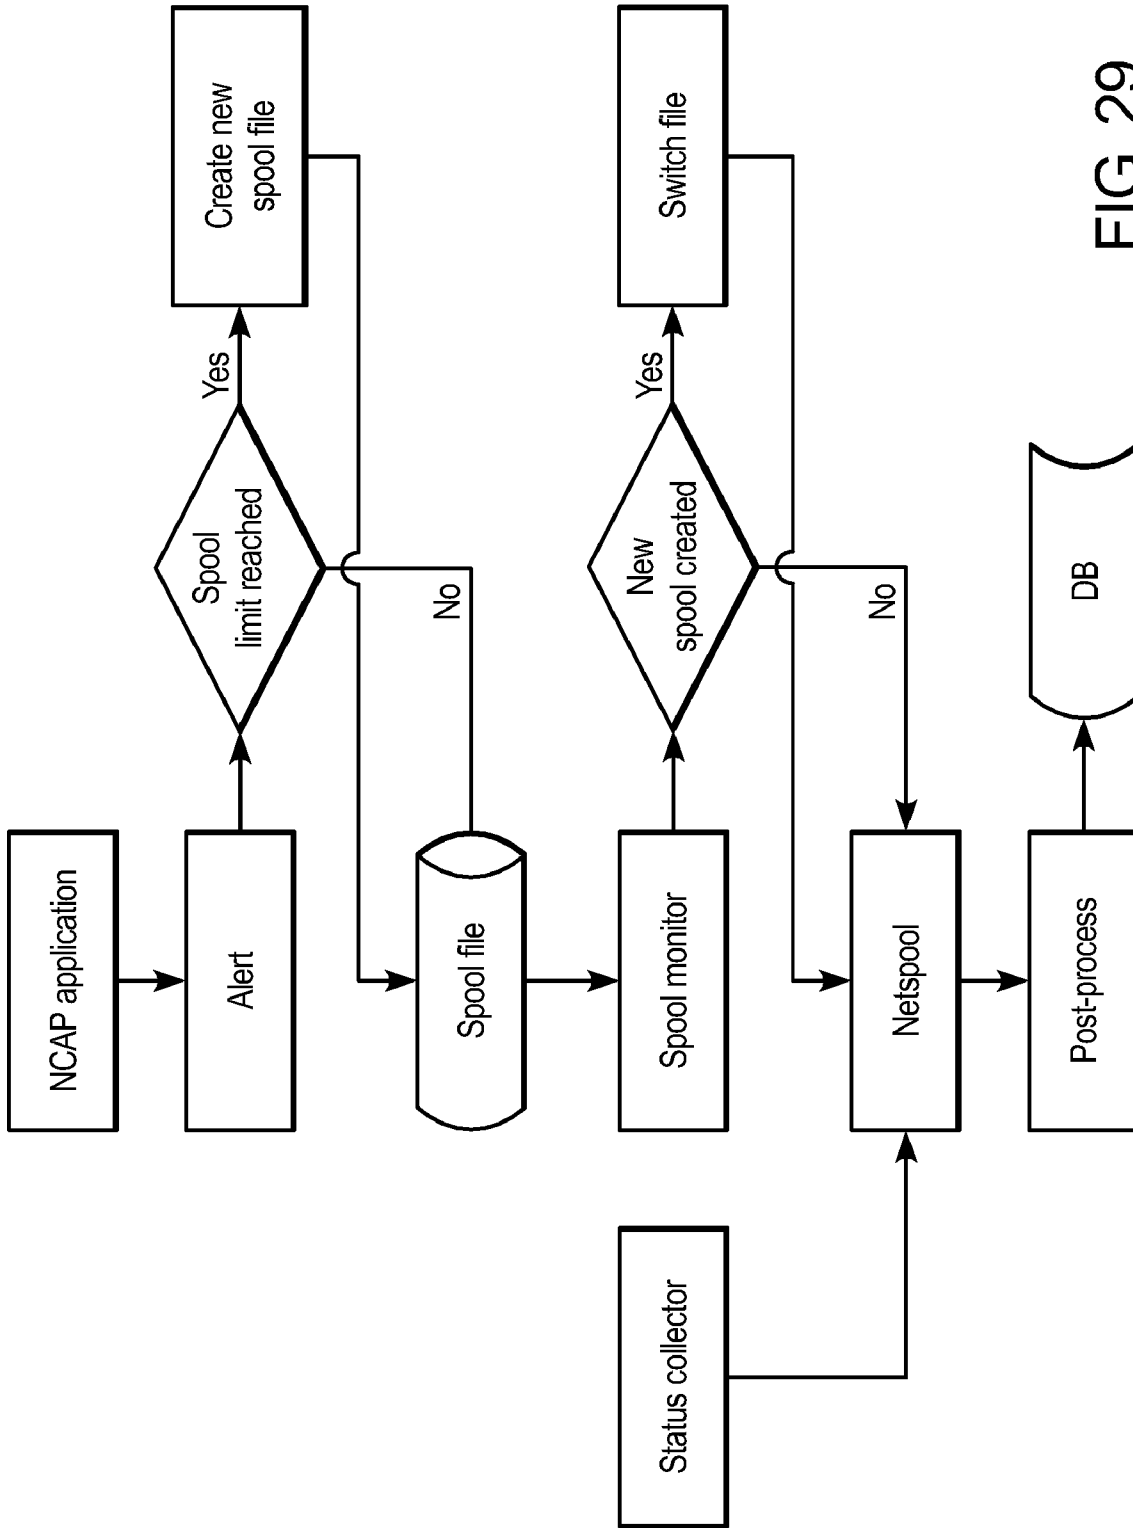 NCAP application
Alert
Spool
limit reached
Yes
Create new
spool file
No
Spool file
Spool monitor
New
spool created
Yes
Switch file
No
Status collector
Netspool
Post-process
DB
FIG. 29